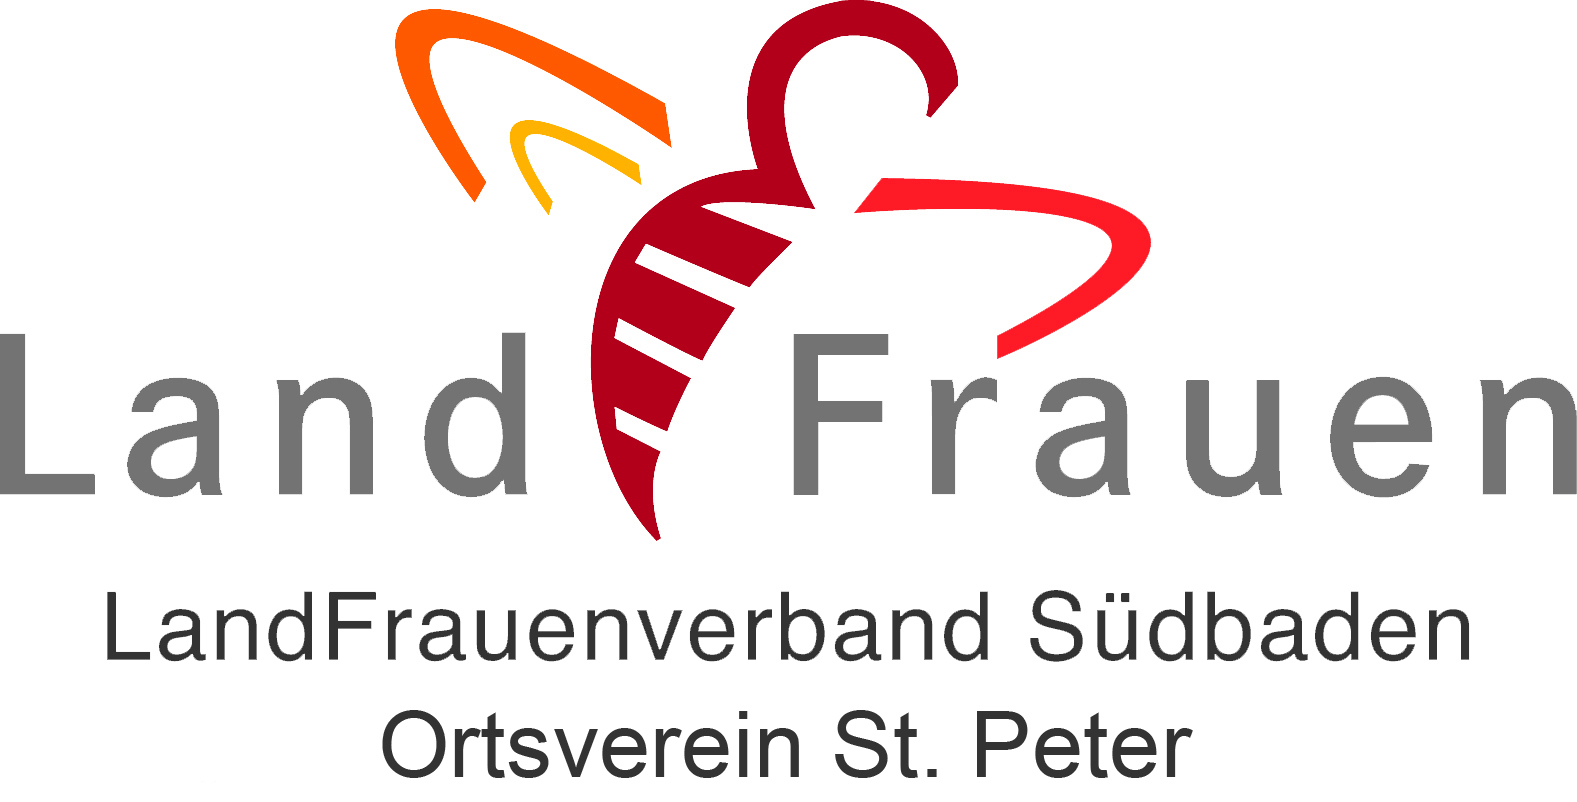 Land Frauen
LandFrauenverband Südbaden
Ortsverein St. Peter